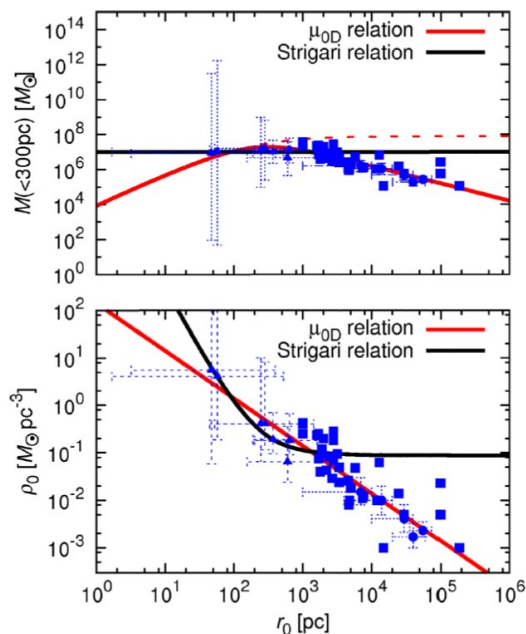 10^14
10^12
10^10
10^8
10^6
10^4
10^2
10^0
M(<300pc) [M⊙]
μ0D relation
Strigari relation
10^2
10^1
10^0
10^-1
10^-2
10^-3
ρ0 [M⊙ pc^-3]
μ0D relation
Strigari relation
10^0 10^1 10^2 10^3 10^4 10^5 10^6
r0 [pc]